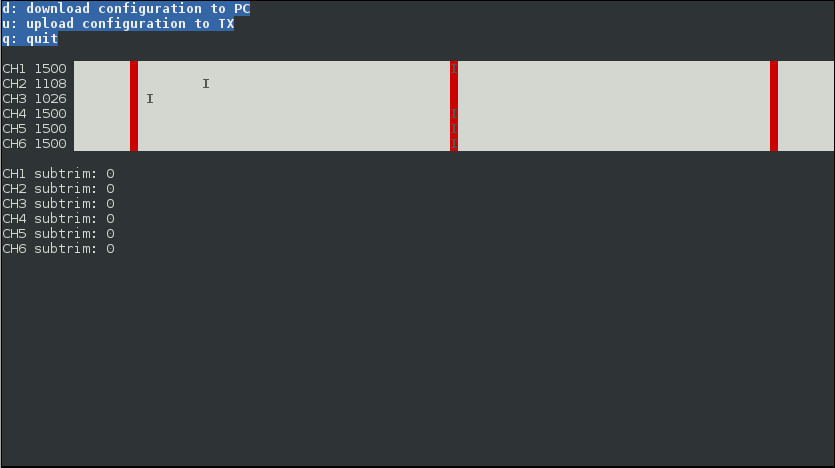 d: download configuration to PC
u: upload configuration to TX
q: quit
CH1 1500 I
CH2 1108 I
CH3 1026 I
CH4 1500 I
CH5 1500 I
CH6 1500 I
CH1 subtrim: 0
CH2 subtrim: 0
CH3 subtrim: 0
CH4 subtrim: 0
CH5 subtrim: 0
CH6 subtrim: 0